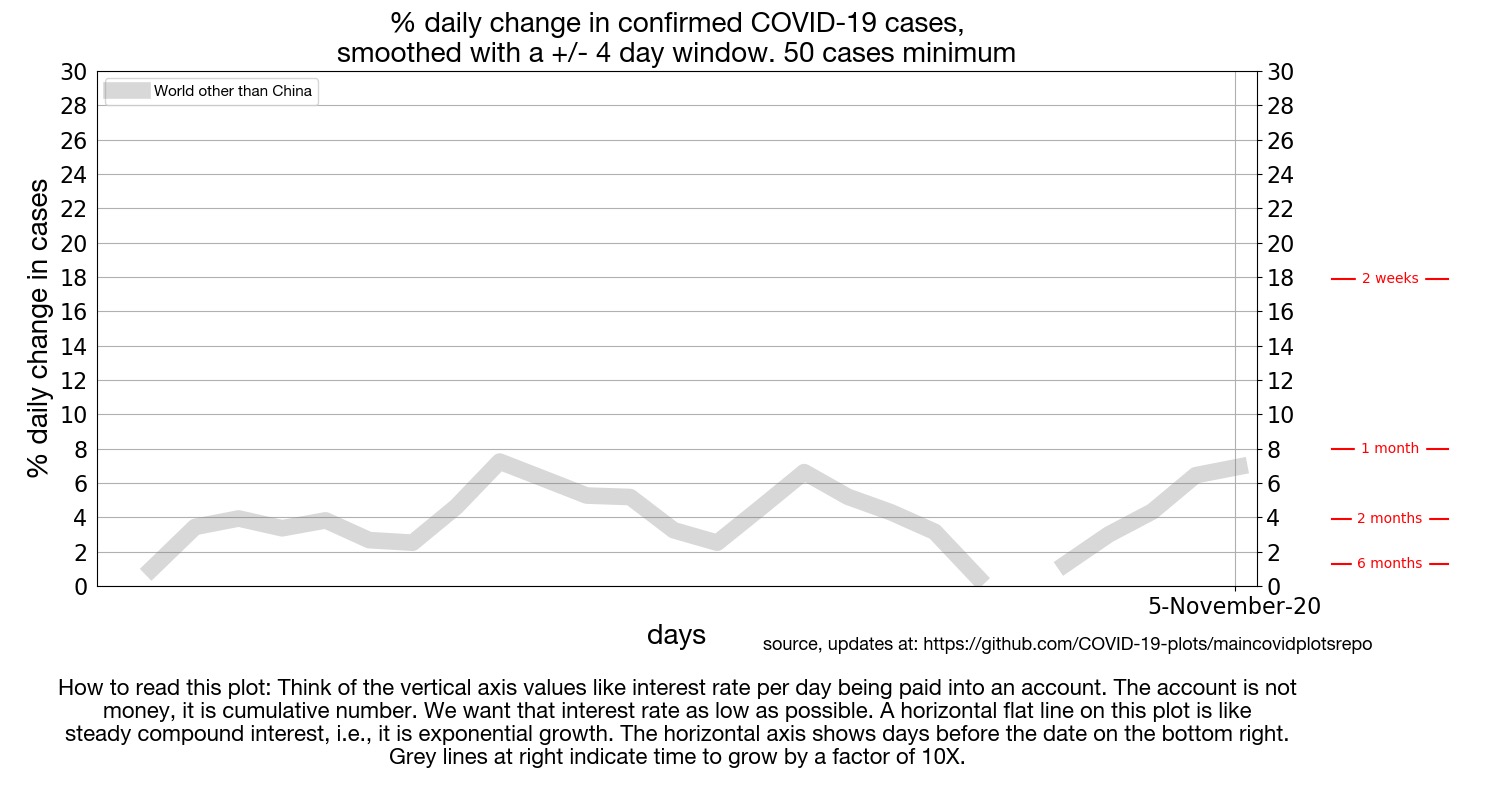 % daily change in confirmed COVID-19 cases,
smoothed with a +/- 4 day window. 50 cases minimum
World other than China
% daily change in cases
30
28
26
24
22
20
18
16
14
12
10
8
6
4
2
0
30
28
26
24
22
20
18
16
14
12
10
8
6
4
2
0
2 weeks
1 month
2 months
6 months
5-November-20
days
source, updates at: https://github.com/COVID-19-plots/maincovidplotsrepo
How to read this plot: Think of the vertical axis values like interest rate per day being paid into an account. The account is not
money, it is cumulative number. We want that interest rate as low as possible. A horizontal flat line on this plot is like
steady compound interest, i.e., it is exponential growth. The horizontal axis shows days before the date on the bottom right.
Grey lines at right indicate time to grow by a factor of 10X.